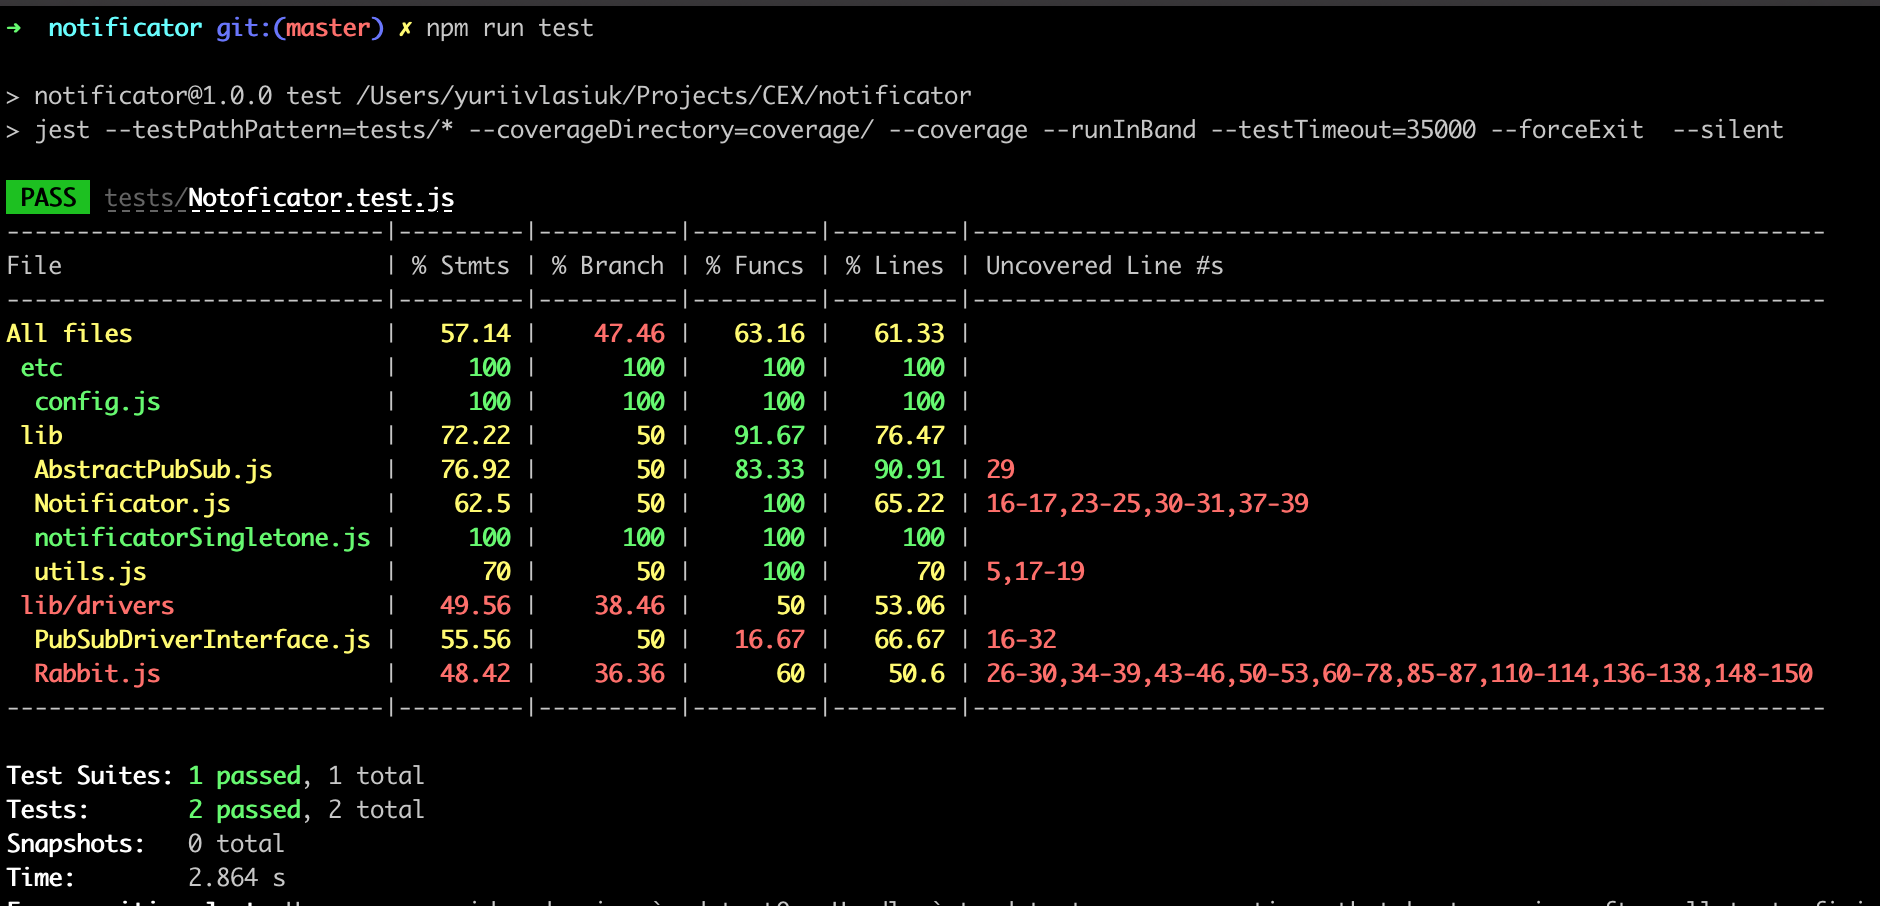 ➜  notificator git:(master) ✗ npm run test

> notificator@1.0.0 test /Users/yuriivlasiuk/Projects/CEX/notificator
> jest --testPathPattern=tests/* --coverageDirectory=coverage/ --coverage --runInBand --testTimeout=35000 --forceExit  --silent

PASS tests/Notoficator.test.js
---------------------------|---------|----------|---------|---------|-------------------------------------------------------------
File                       | % Stmts | % Branch | % Funcs | % Lines | Uncovered Line #s
---------------------------|---------|----------|---------|---------|-------------------------------------------------------------
All files                  |   57.14 |    47.46 |   63.16 |   61.33 |
 etc                       |     100 |      100 |     100 |     100 |
  config.js                |     100 |      100 |     100 |     100 |
 lib                       |   72.22 |       50 |   91.67 |   76.47 |
  AbstractPubSub.js        |   76.92 |       50 |   83.33 |   90.91 | 29
  Notificator.js           |    62.5 |       50 |     100 |   65.22 | 16-17,23-25,30-31,37-39
  notificatorSingletone.js |     100 |      100 |     100 |     100 |
  utils.js                 |      70 |       50 |     100 |      70 | 5,17-19
 lib/drivers               |   49.56 |    38.46 |      50 |   53.06 |
  PubSubDriverInterface.js |   55.56 |       50 |   16.67 |   66.67 | 16-32
  Rabbit.js                |   48.42 |    36.36 |      60 |    50.6 | 26-30,34-39,43-46,50-53,60-78,85-87,110-114,136-138,148-150
---------------------------|---------|----------|---------|---------|-------------------------------------------------------------

Test Suites: 1 passed, 1 total
Tests:       2 passed, 2 total
Snapshots:   0 total
Time:        2.864 s